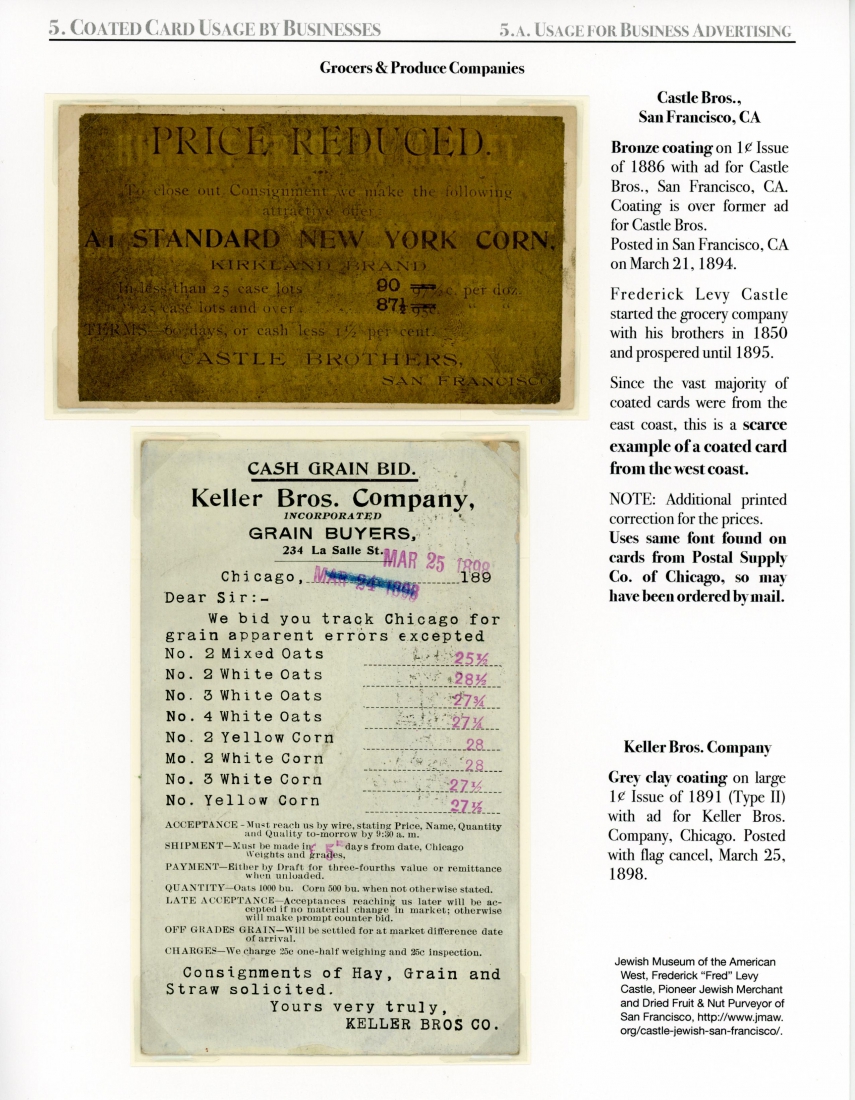 5. COATED CARD USAGE BY BUSINESSES
5.A. USAGE FOR BUSINESS ADVERTISING
Grocers & Produce Companies
PRICE REDUCED.
To close out Consignment we make the following
attractive offer:
A1 STANDARD NEW YORK CORN,
KIRKLAND BRAND
In less than 25 case lots 90 c. per doz.
25 case lots and over 87½ " "
TERMS—60 days, or cash less 1½ per cent.
CASTLE BROTHERS,
SAN FRANCISCO
Castle Bros.,
San Francisco, CA
Bronze coating on 1¢ Issue
of 1886 with ad for Castle
Bros., San Francisco, CA.
Coating is over former ad
for Castle Bros.
Posted in San Francisco, CA
on March 21, 1894.
Frederick Levy Castle
started the grocery company
with his brothers in 1850
and prospered until 1895.
Since the vast majority of
coated cards were from the
east coast, this is a scarce
example of a coated card
from the west coast.
NOTE: Additional printed
correction for the prices.
Uses same font found on
cards from Postal Supply
Co. of Chicago, so may
have been ordered by mail.
CASH GRAIN BID.
Keller Bros. Company,
INCORPORATED
GRAIN BUYERS,
234 La Salle St.
MAR 25 1898
Chicago, MAR 24 1898 189
Dear Sir:-
We bid you track Chicago for
grain apparent errors excepted
No. 2 Mixed Oats 25½
No. 2 White Oats 28½
No. 3 White Oats 27¾
No. 4 White Oats 27¼
No. 2 Yellow Corn 28
Mo. 2 White Corn 28
No. 3 White Corn 27½
No. Yellow Corn 27½
ACCEPTANCE-Must reach us by wire, stating Price, Name, Quantity
and Quality to-morrow by 9:30 a. m.
SHIPMENT—Must be made in 5 days from date, Chicago
Weights and grades,
PAYMENT—Either by Draft for three-fourths value or remittance
when unloaded.
QUANTITY—Oats 1000 bu. Corn 500 bu. when not otherwise stated.
LATE ACCEPTANCE—Acceptances reaching us later will be ac-
cepted if no material change in market; otherwise
will make prompt counter bid.
OFF GRADES GRAIN—Will be settled for at market difference date
of arrival.
CHARGES—We charge 25c one-half weighing and 25c inspection.
Consignments of Hay, Grain and
Straw solicited.
Yours very truly,
KELLER BROS CO.
Keller Bros. Company
Grey clay coating on large
1¢ Issue of 1891 (Type II)
with ad for Keller Bros.
Company, Chicago. Posted
with flag cancel, March 25,
1898.
Jewish Museum of the American
West, Frederick "Fred" Levy
Castle, Pioneer Jewish Merchant
and Dried Fruit & Nut Purveyor of
San Francisco, http://www.jmaw.
org/castle-jewish-san-francisco/.